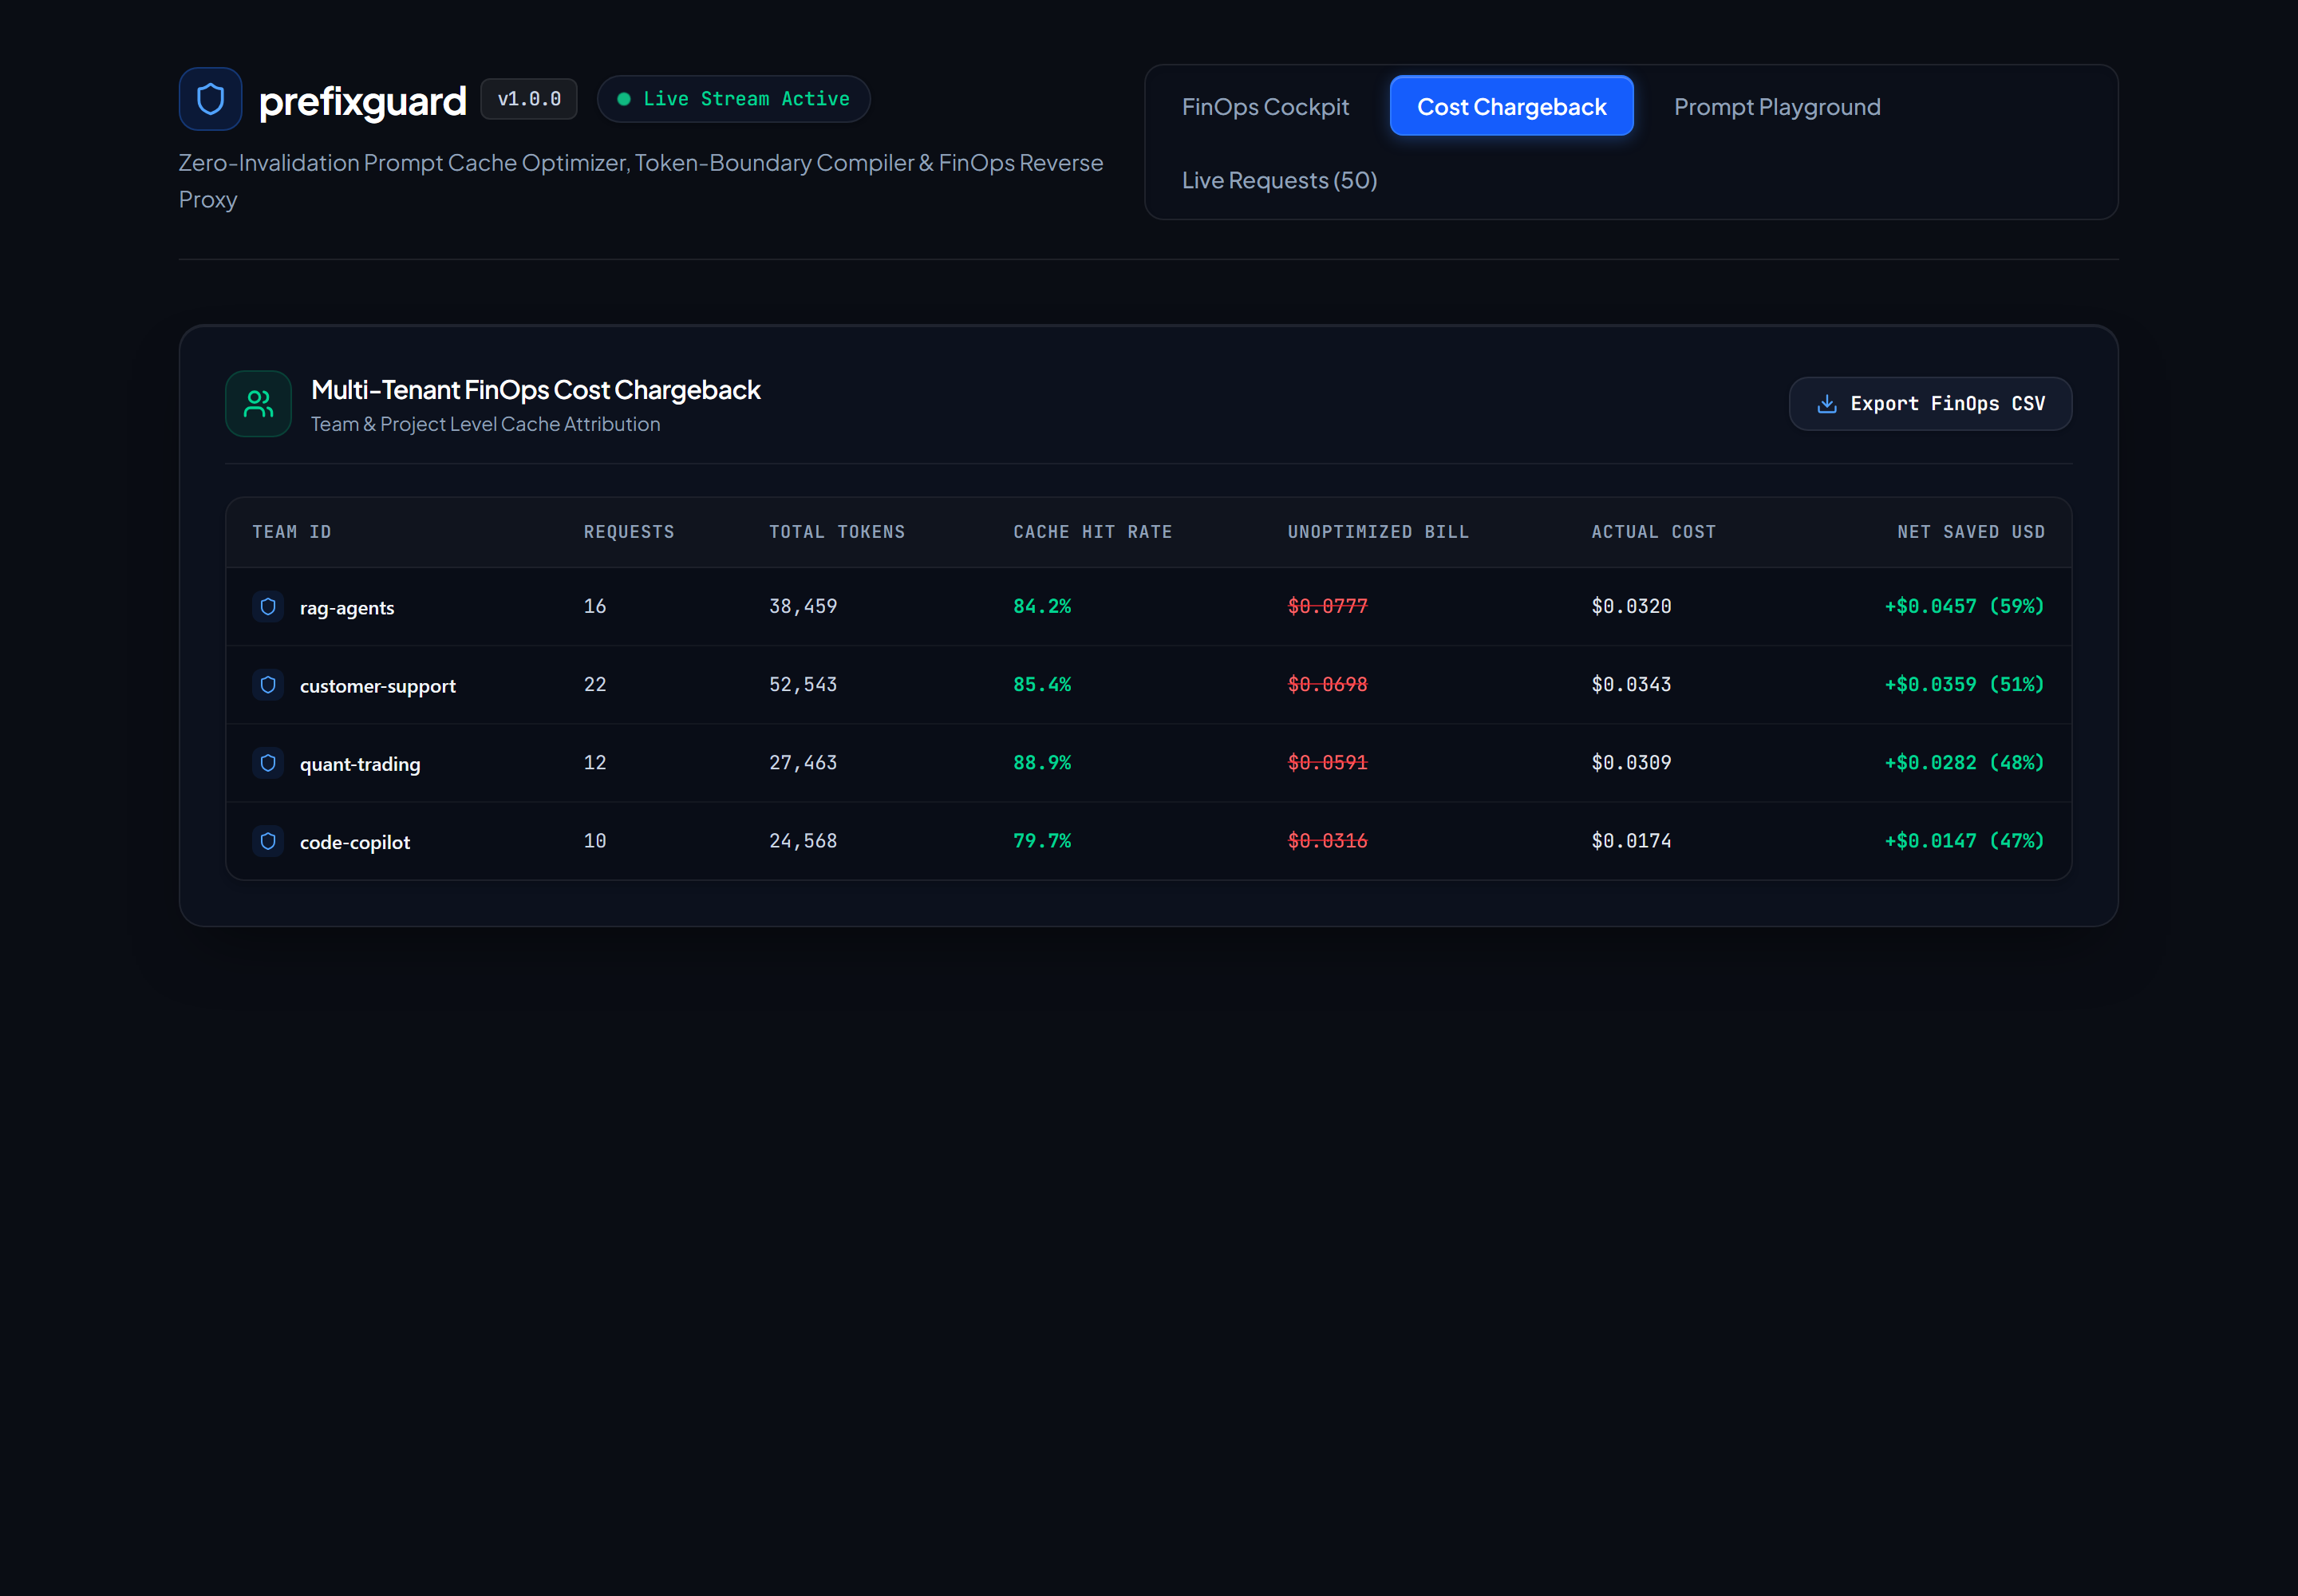 prefixguard v1.0.0 Live Stream Active
Zero-Invalidation Prompt Cache Optimizer, Token-Boundary Compiler & FinOps Reverse
Proxy
FinOps Cockpit Cost Chargeback Prompt Playground
Live Requests (50)
Multi-Tenant FinOps Cost Chargeback
Team & Project Level Cache Attribution
Export FinOps CSV
TEAM ID REQUESTS TOTAL TOKENS CACHE HIT RATE UNOPTIMIZED BILL ACTUAL COST NET SAVED USD
rag-agents 16 38,459 84.2% $0.0777 $0.0320 +$0.0457 (59%)
customer-support 22 52,543 85.4% $0.0698 $0.0343 +$0.0359 (51%)
quant-trading 12 27,463 88.9% $0.0591 $0.0309 +$0.0282 (48%)
code-copilot 10 24,568 79.7% $0.0316 $0.0174 +$0.0147 (47%)